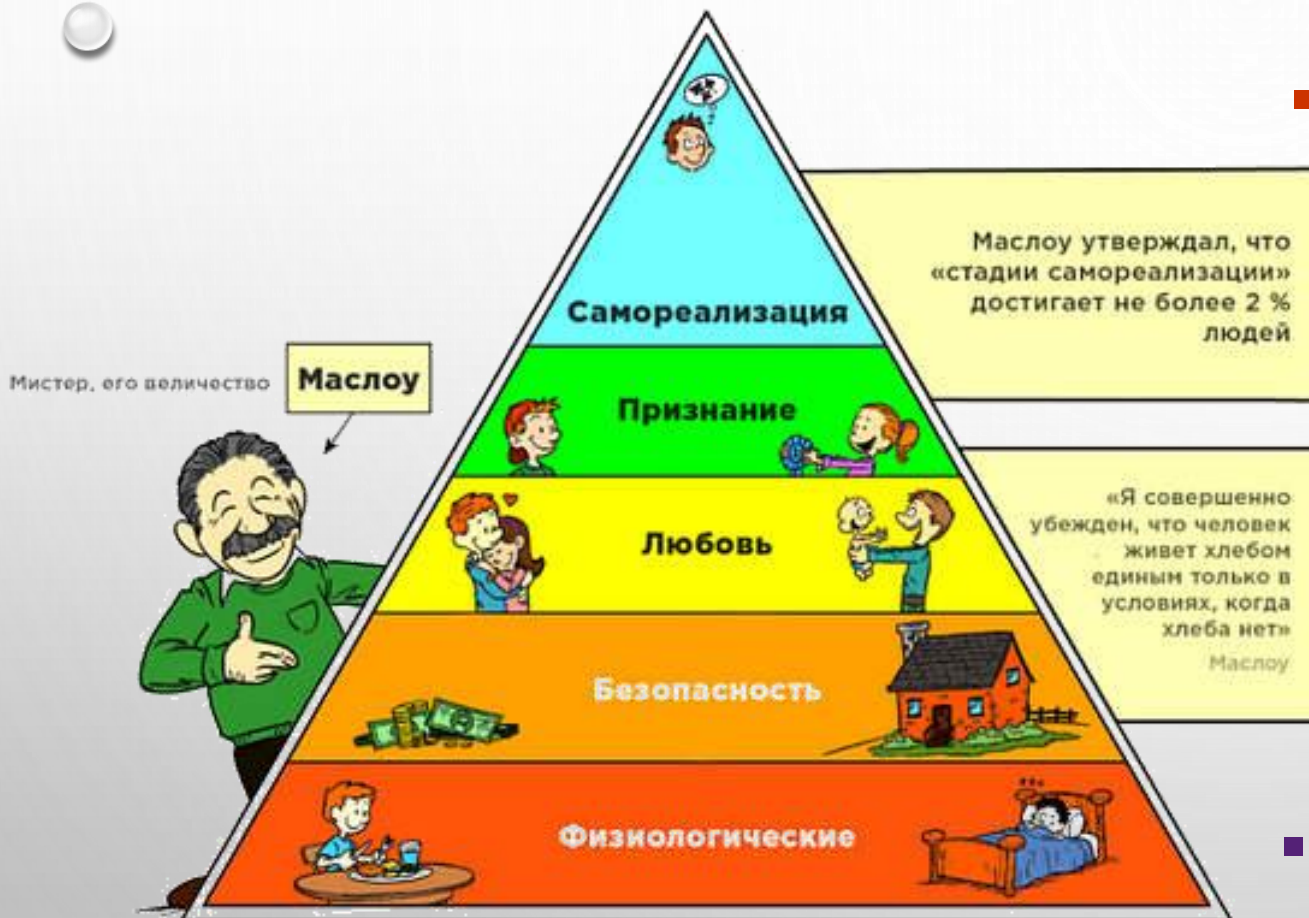 Маслоу утверждал, что
«стадии самореализации»
достигает не более 2 %
людей
Самореализация
Мистер, его величество
Маслоу
Признание
«Я совершенно
убежден, что человек
живет хлебом
единым только в
условиях, когда
хлеба нет»
Маслоу
Любовь
Безопасность
Физиологические